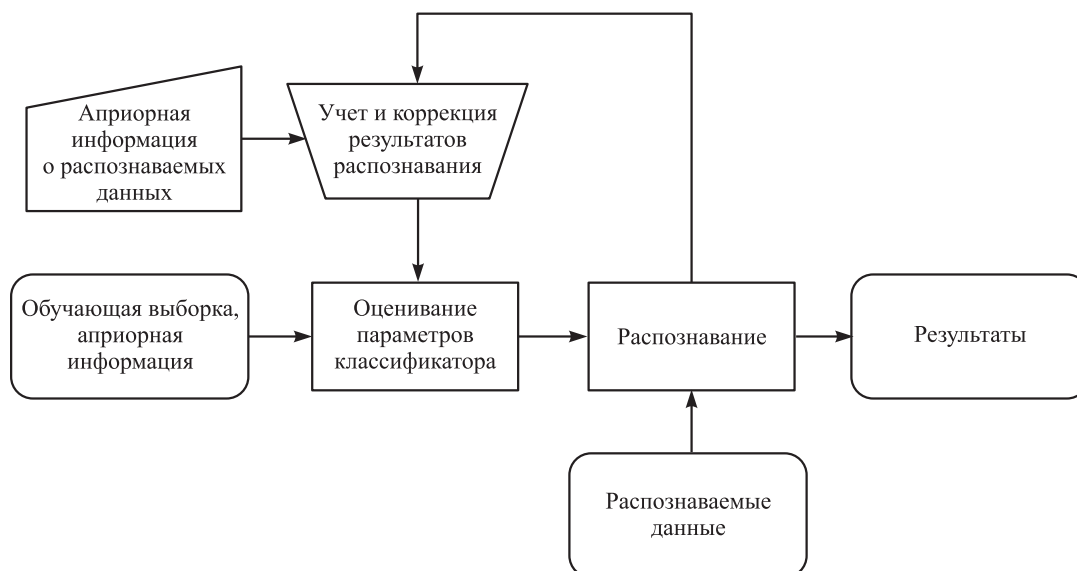 Априорная
информация
о распознаваемых
данных
Учет и коррекция
результатов
распознавания
Обучающая выборка,
априорная
информация
Оценивание
параметров
классификатора
Распознавание
Результаты
Распознаваемые
данные